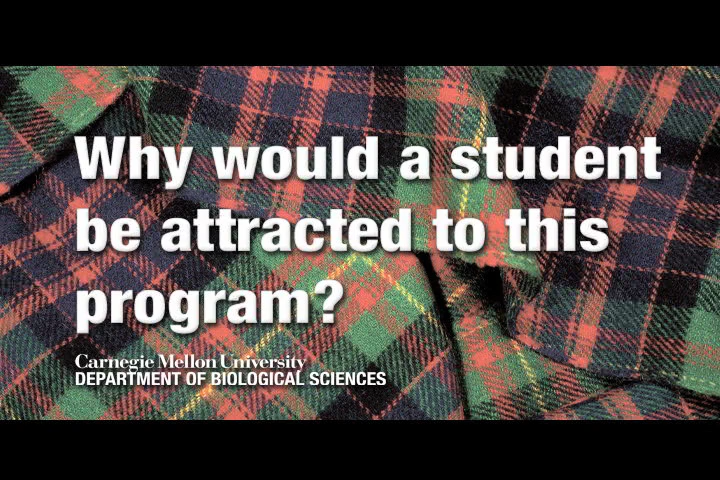 Why would a student
be attracted to this
program?
Carnegie Mellon University
DEPARTMENT OF BIOLOGICAL SCIENCES